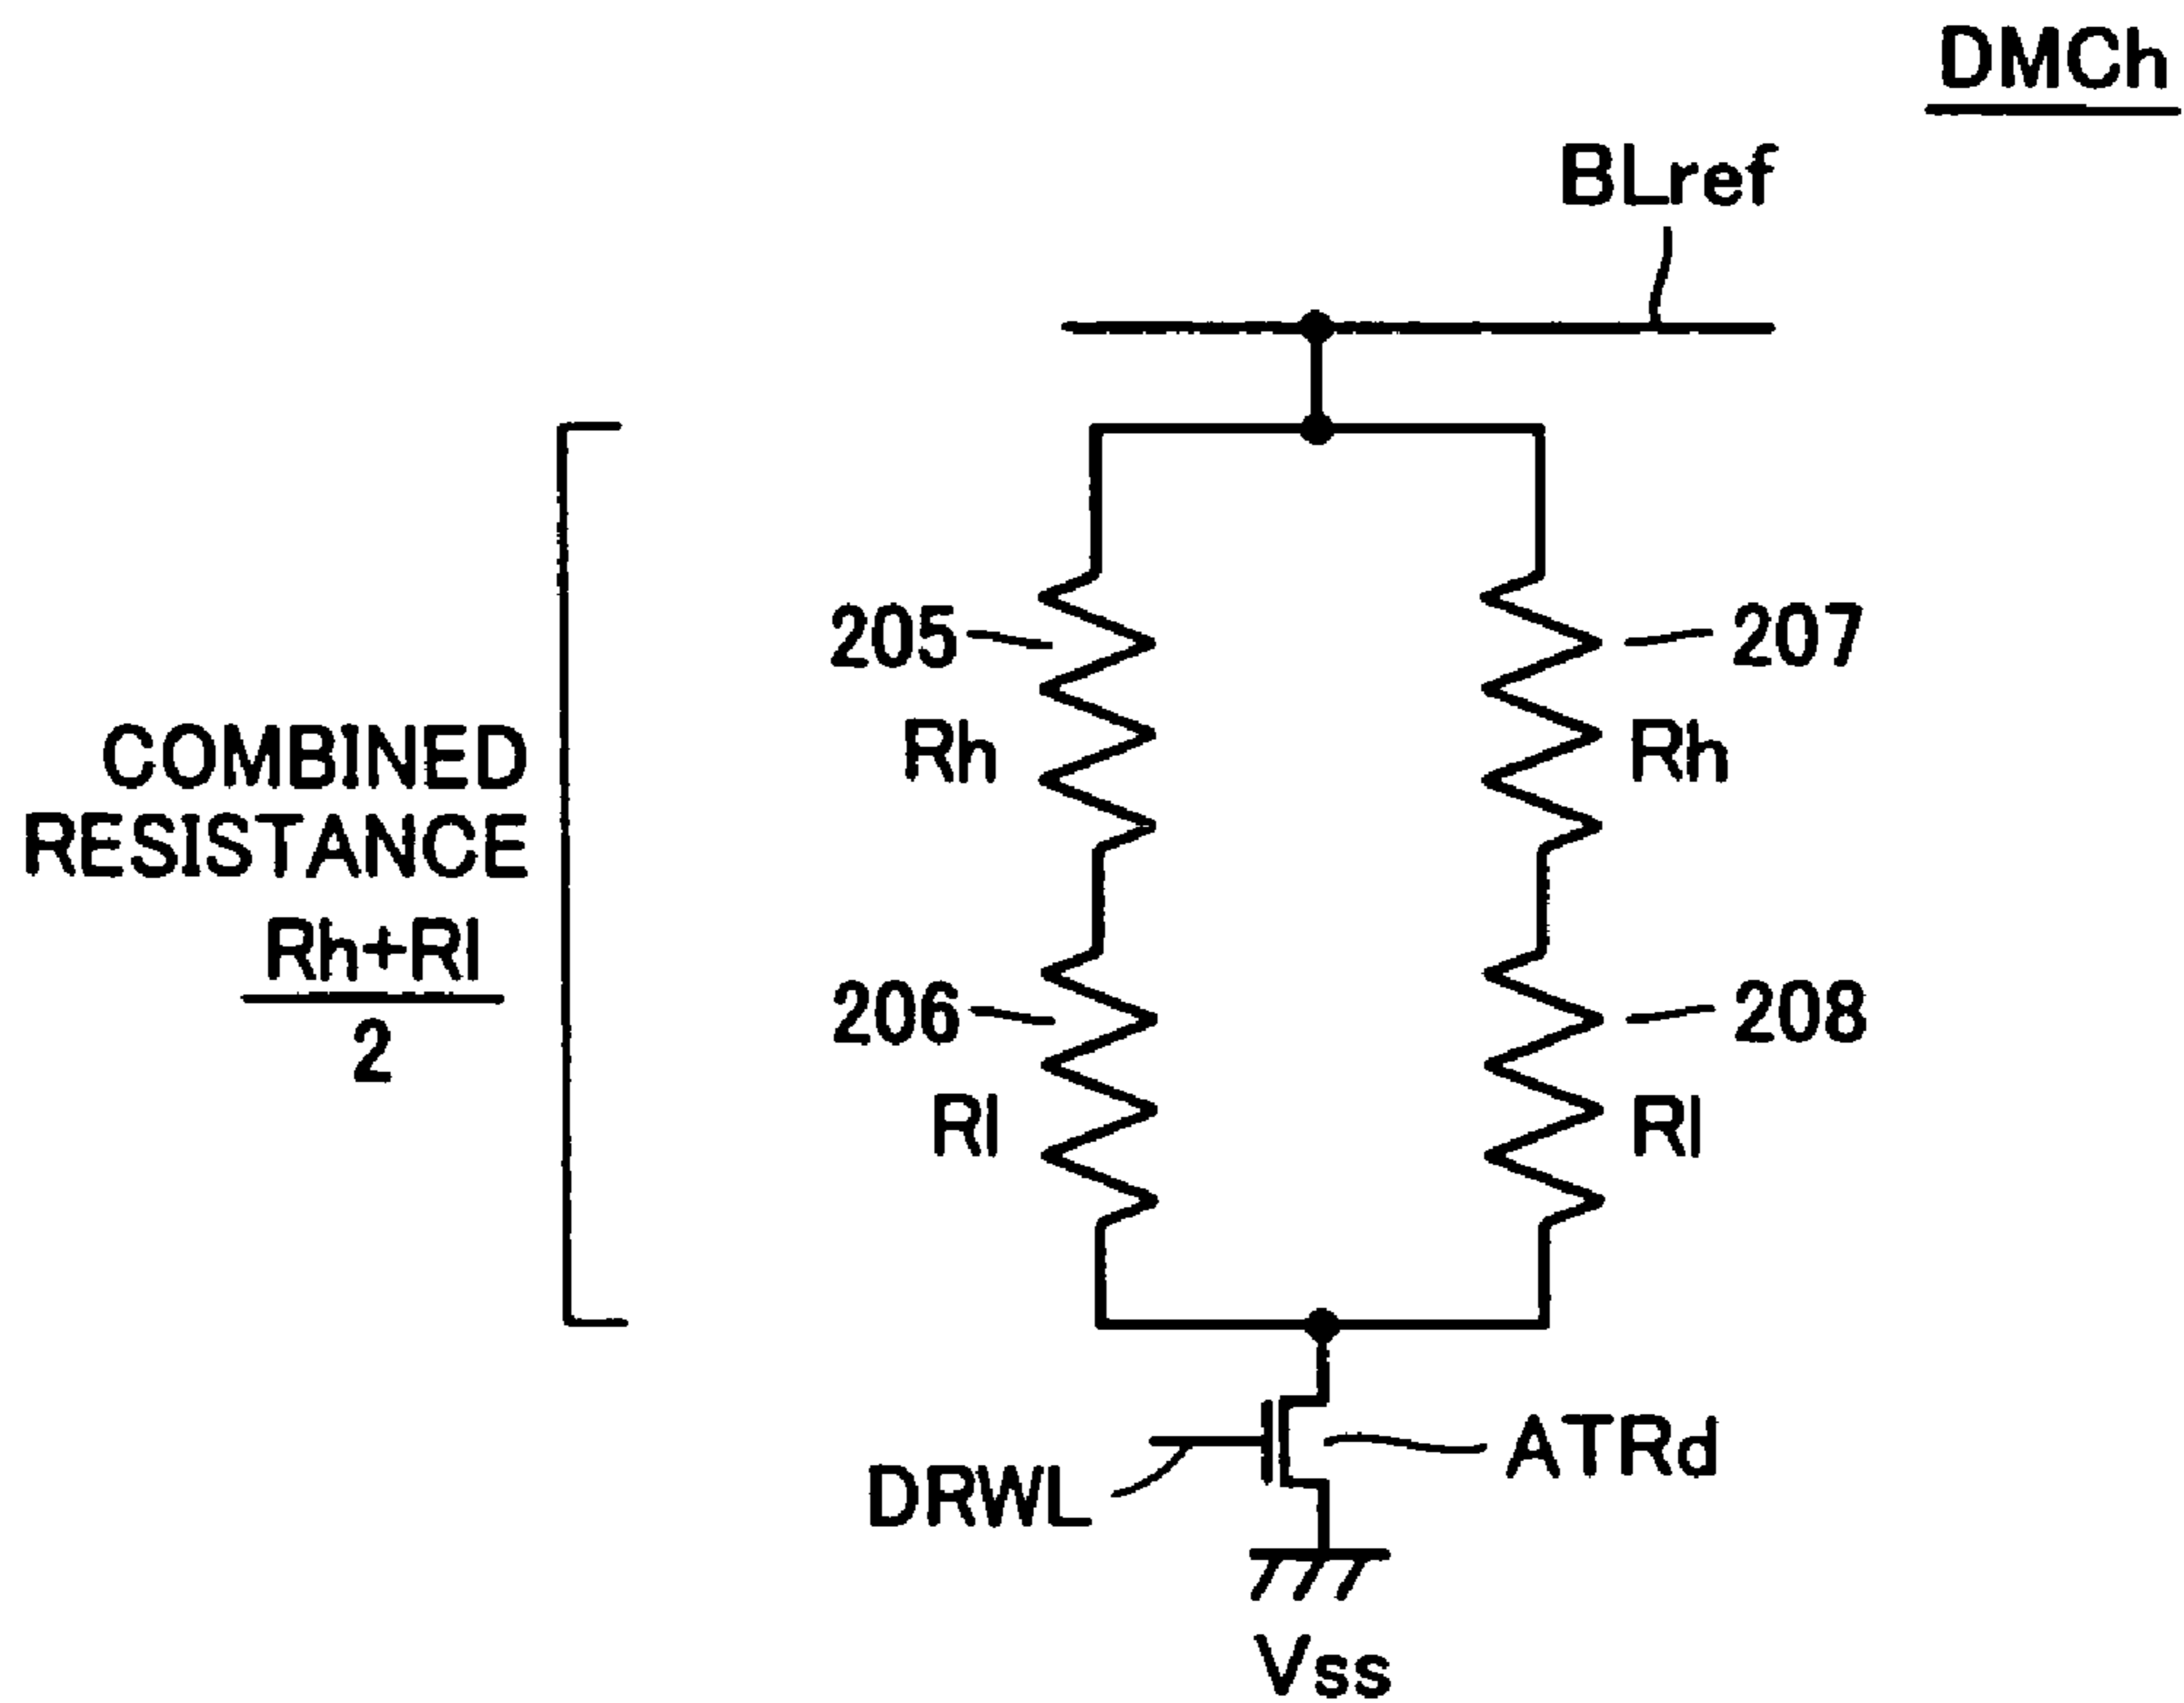 DMCh
BLref
205
207
Rh
Rh
COMBINED
RESISTANCE
Rh+Rl
2
206
208
Rl
Rl
ATRd
DRWL
Vss